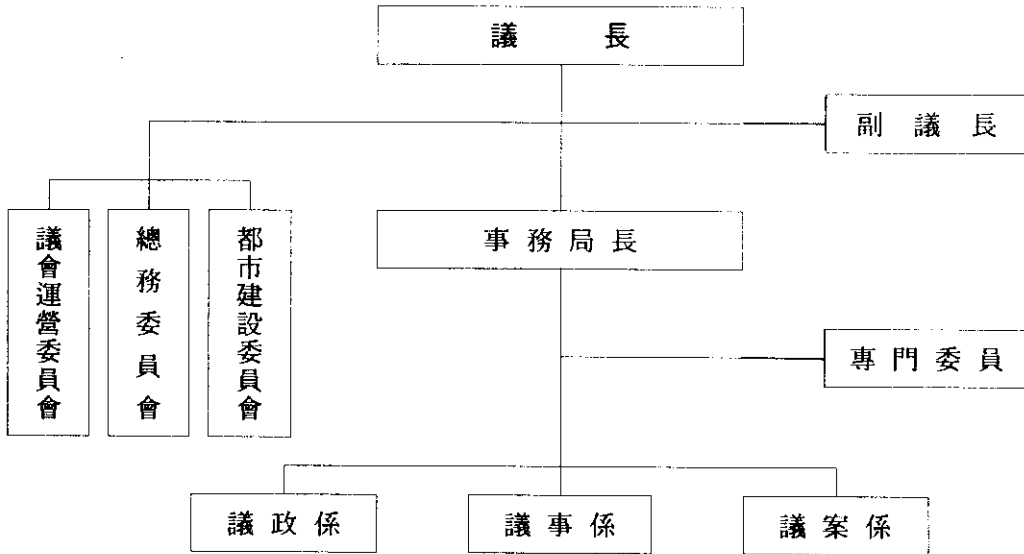 議長
副議長
議會運營委員會
總務委員會
都市建設委員會
事務局長
專門委員
議政係
議事係
議案係